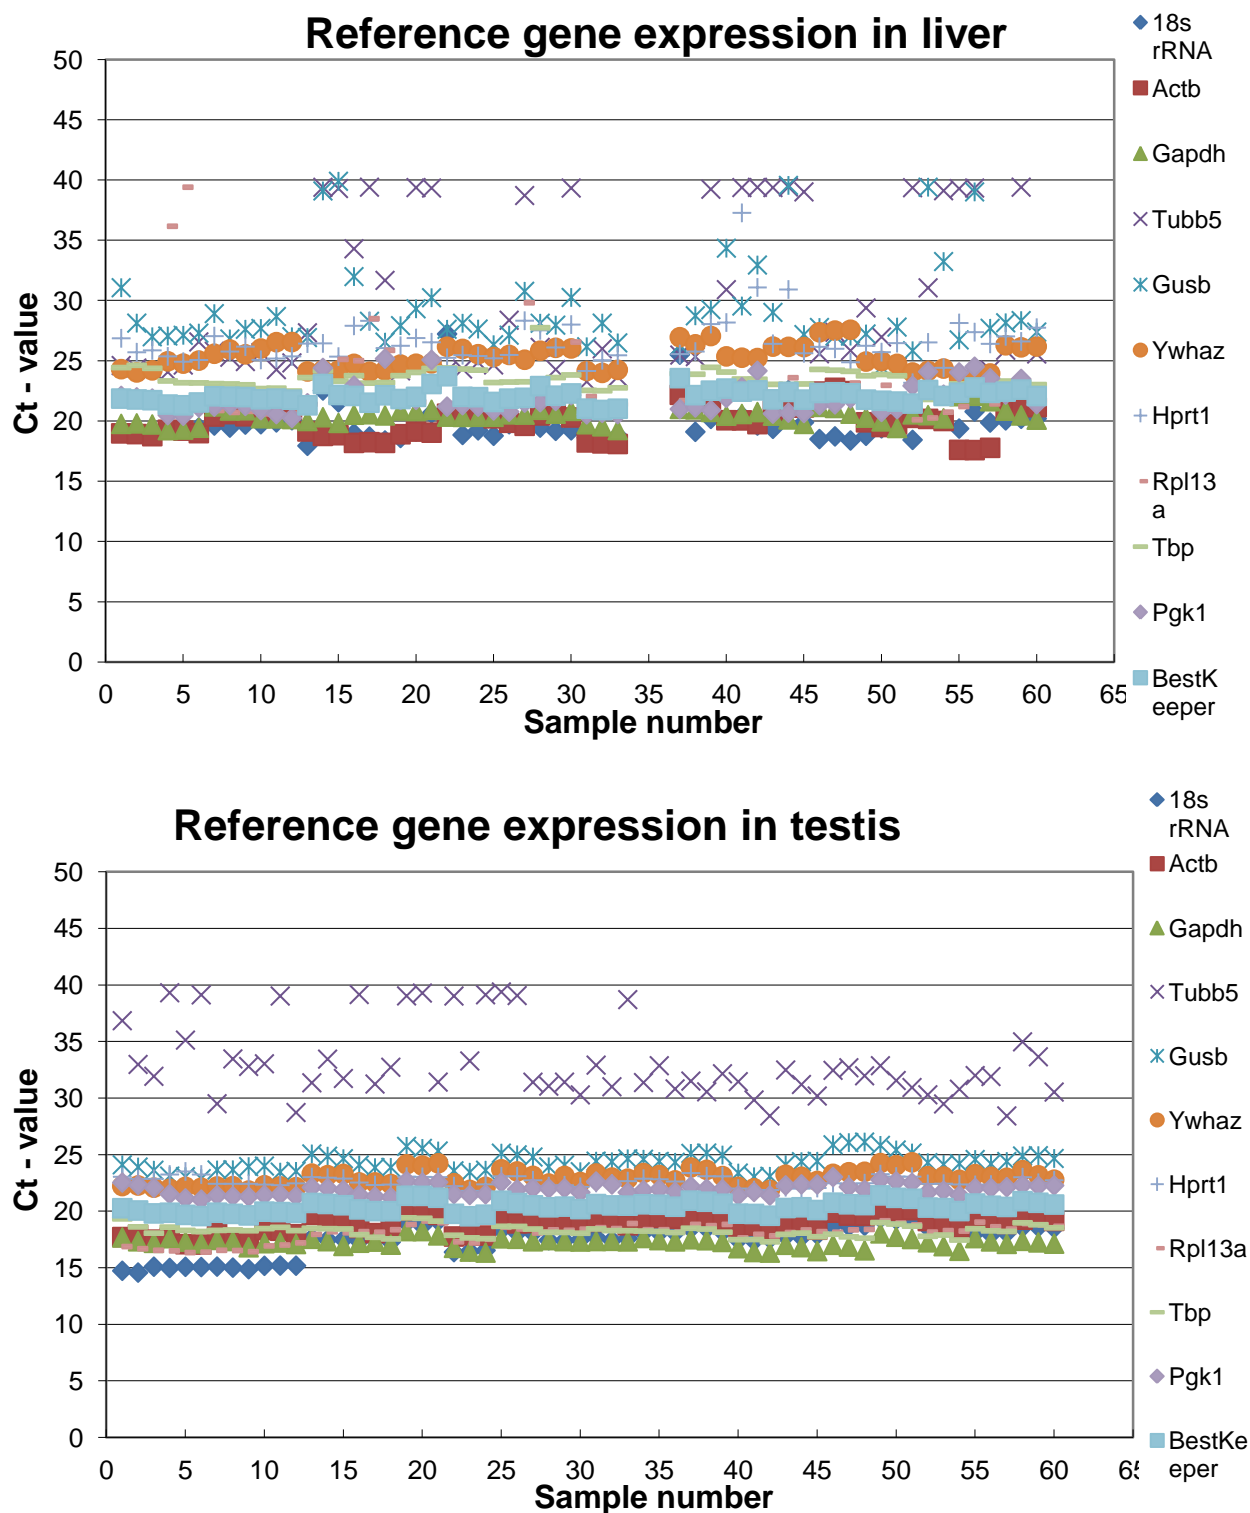 Reference gene expression in liver
50
45
40
35
30
25
20
15
10
5
0
Ct - value
0 5 10 15 20 25 30 35 40 45 50 55 60 65
Sample number
18s
rRNA
Actb
Gapdh
Tubb5
Gusb
Ywhaz
Hprt1
Rpl13
a
Tbp
Pgk1
BestK
eeper
Reference gene expression in testis
50
45
40
35
30
25
20
15
10
5
0
Ct - value
0 5 10 15 20 25 30 35 40 45 50 55 60 65
Sample number
18s
rRNA
Actb
Gapdh
Tubb5
Gusb
Ywhaz
Hprt1
Rpl13a
Tbp
Pgk1
BestKe
eper